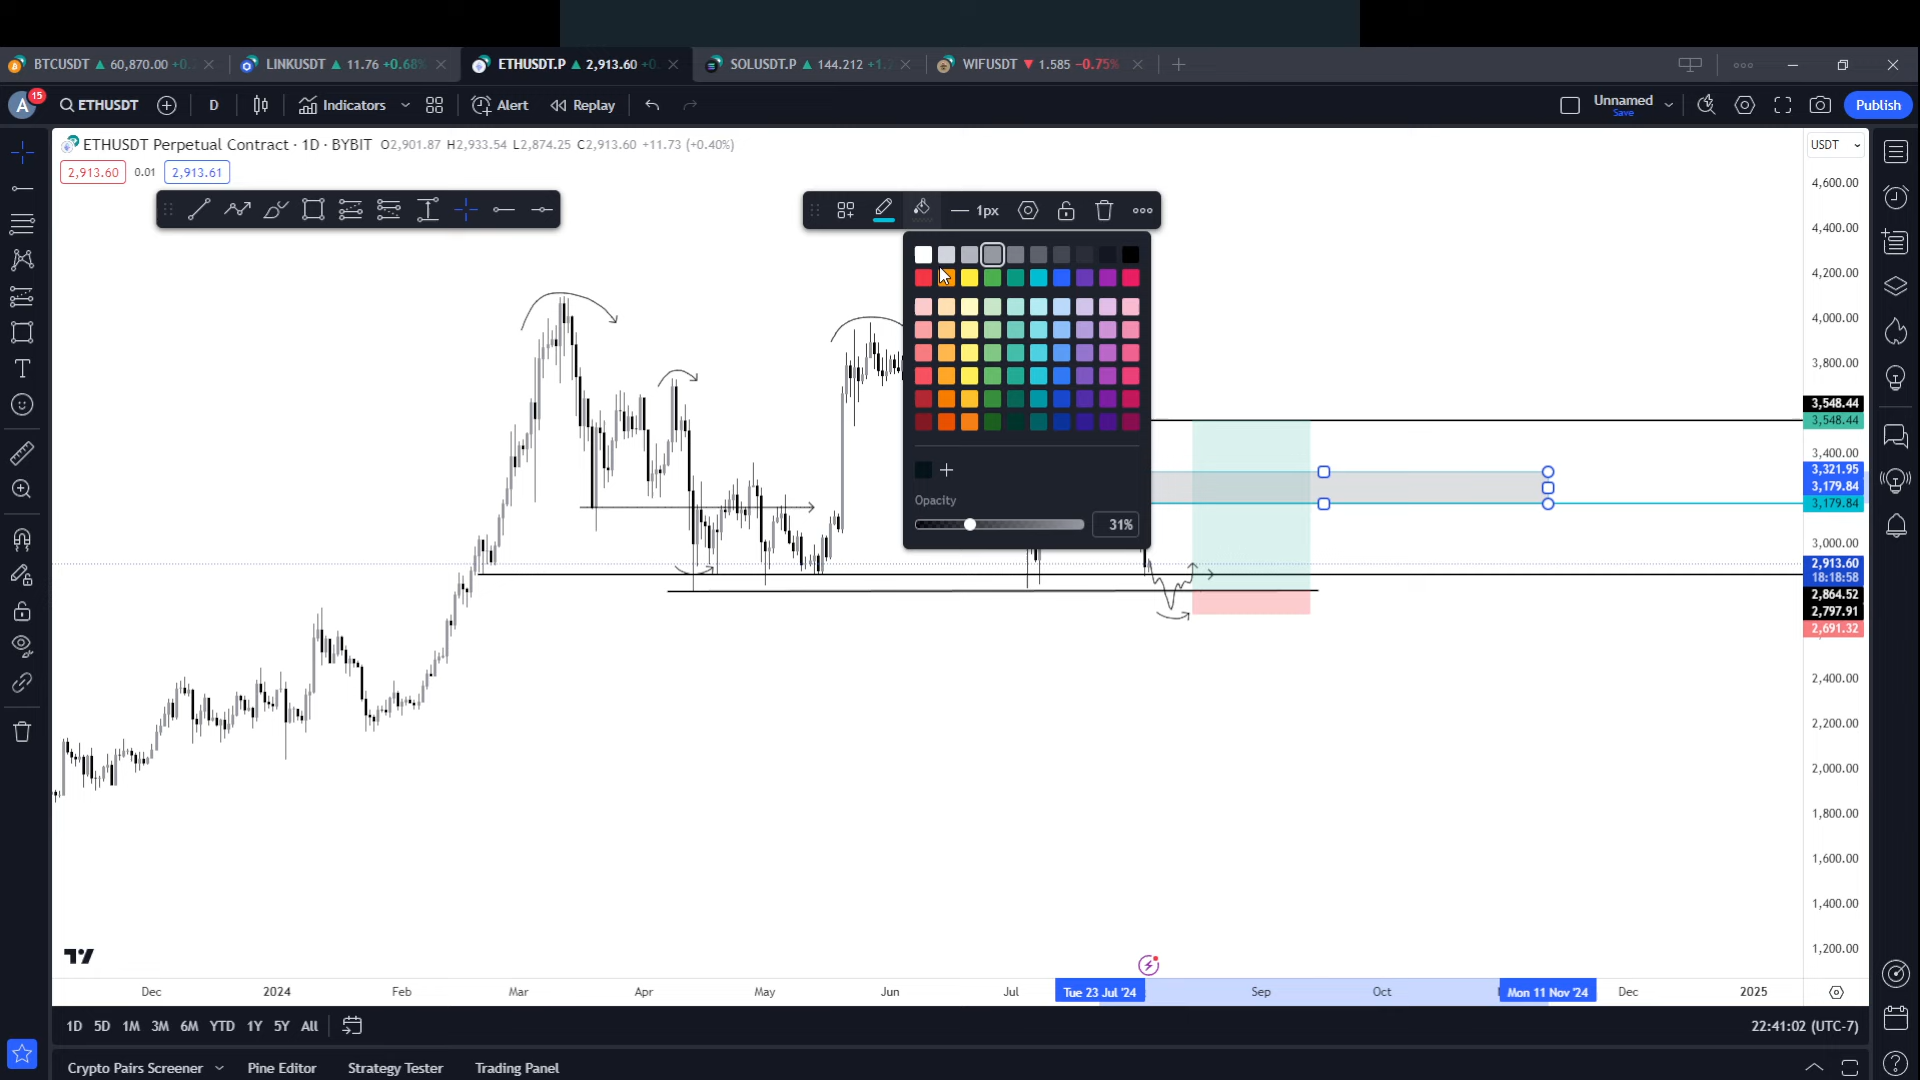 BTCUSDT ▲ 60,870.00 +0.
LINKUSDT ▲ 11.76 +0.68%
ETHUSDT.P ▲ 2,913.60 +0.
SOLUSDT.P ▲ 144.212 +1.
WIFUSDT ▼ 1.585 −0.75%
A 15
ETHUSDT
D
Indicators
Alert
Replay
Unnamed
Save
Publish
ETHUSDT Perpetual Contract · 1D · BYBIT O2,901.87 H2,933.54 L2,874.25 C2,913.60 +11.73 (+0.40%)
USDT
2,913.60 0.01 2,913.61
1px
Opacity
31%
4,600.00
4,400.00
4,200.00
4,000.00
3,800.00
3,548.44
3,548.44
3,400.00
3,321.95
3,179.84
3,179.84
3,000.00
2,913.60
18:18:58
2,864.52
2,797.91
2,691.32
2,400.00
2,200.00
2,000.00
1,800.00
1,600.00
1,400.00
1,200.00
Dec 2024 Feb Mar Apr May Jun Jul Tue 23 Jul '24 Sep Oct Mon 11 Nov '24 Dec 2025
1D 5D 1M 3M 6M YTD 1Y 5Y All
22:41:02 (UTC-7)
Crypto Pairs Screener Pine Editor Strategy Tester Trading Panel